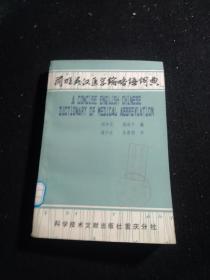 简明英汉医学缩略语词典
A CONCISE ENGLISH CHINESE
DICTIONARY OF MEDICAL ABBREVIATION
科学技术文献出版社重庆分社